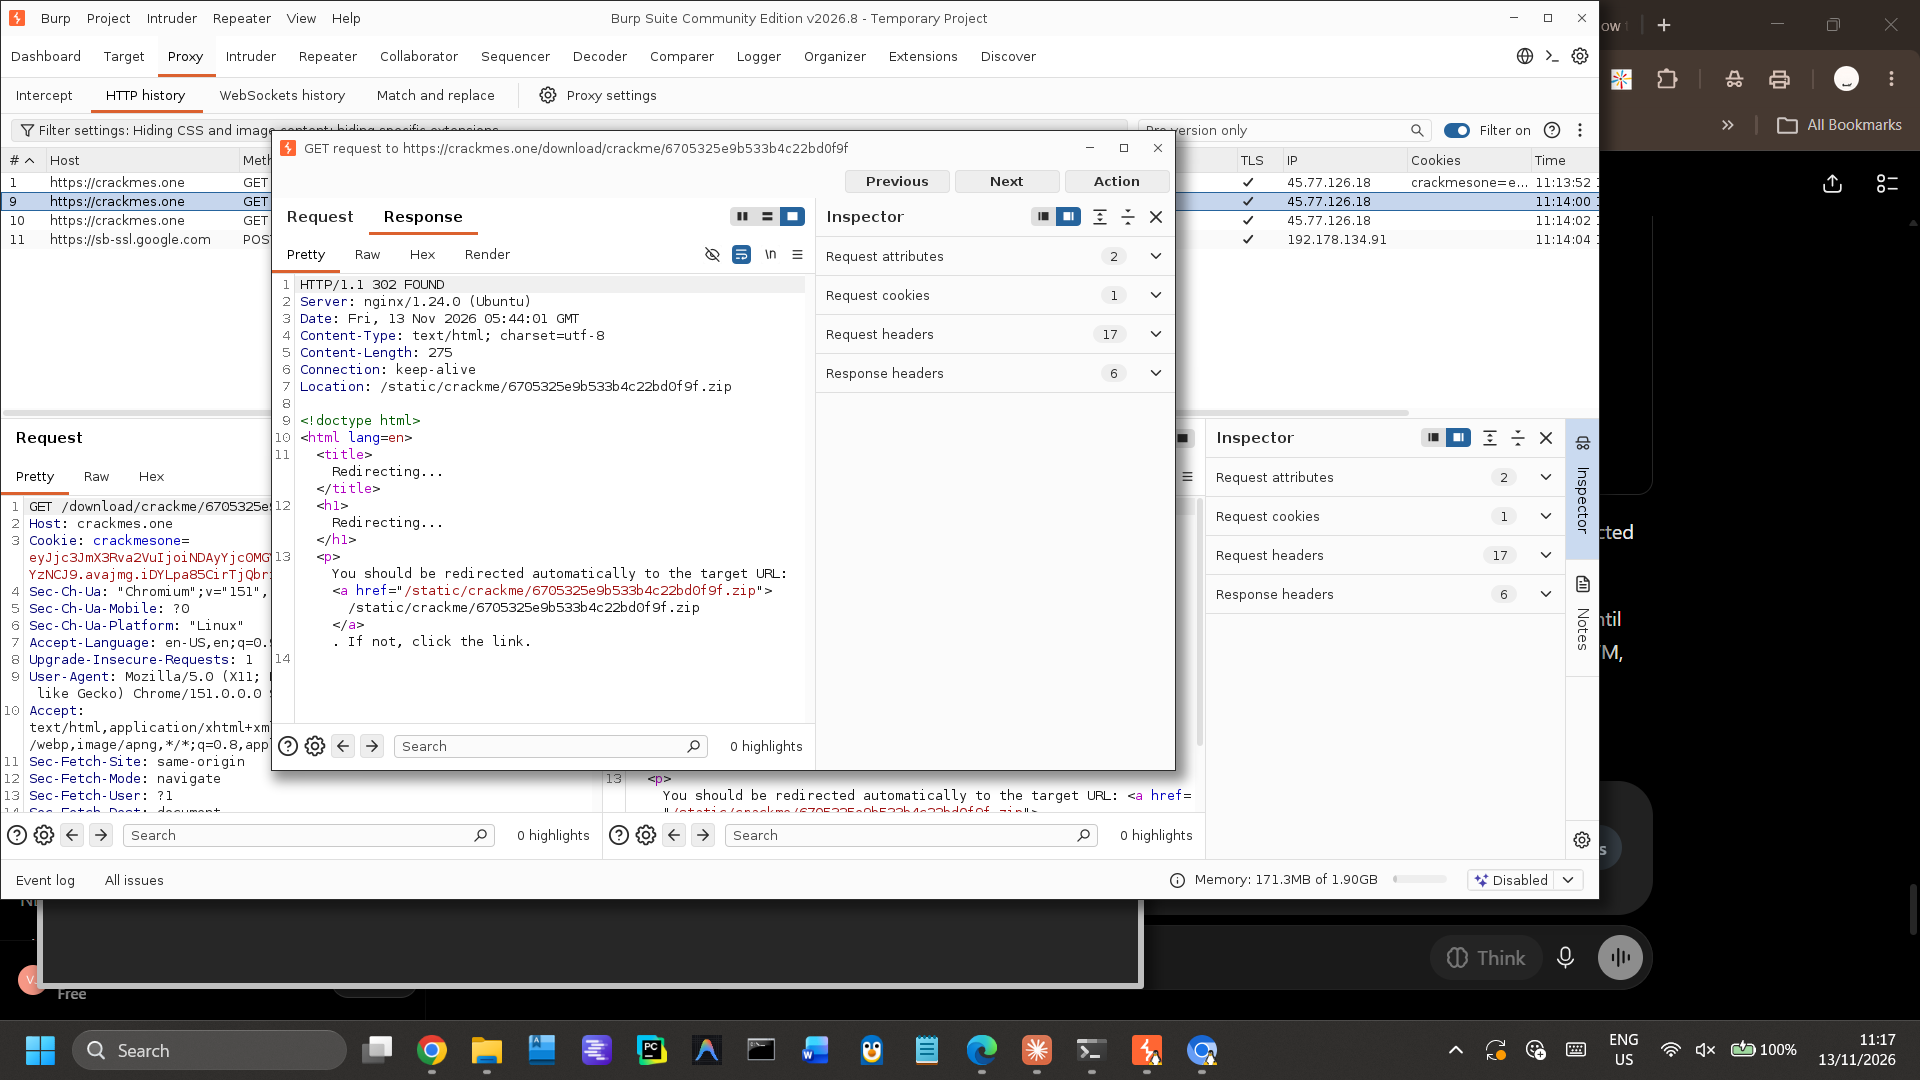 Burp Project Intruder Repeater View Help
Burp Suite Community Edition v2026.8 - Temporary Project
Dashboard Target Proxy Intruder Repeater Collaborator Sequencer Decoder Comparer Logger Organizer Extensions Discover
Intercept HTTP history WebSockets history Match and replace Proxy settings
Filter settings: Hiding CSS and image content; hiding specific extensions
version only
Filter on
# Host
TLS IP Cookies Time
1 https://crackmes.one GET 45.77.126.18 crackmesone=e... 11:13:52
9 https://crackmes.one GET 45.77.126.18 11:14:00
10 https://crackmes.one GET 45.77.126.18 11:14:02
11 https://sb-ssl.google.com 192.178.134.91 11:14:04
GET request to https://crackmes.one/download/crackme/6705325e9b533b4c22bd0f9f
Previous Next Action
Request Response
Pretty Raw Hex Render
\n
1 HTTP/1.1 302 FOUND
2 Server: nginx/1.24.0 (Ubuntu)
3 Date: Fri, 13 Nov 2026 05:44:01 GMT
4 Content-Type: text/html; charset=utf-8
5 Content-Length: 275
6 Connection: keep-alive
7 Location: /static/crackme/6705325e9b533b4c22bd0f9f.zip
8
9 <!doctype html>
10 <html lang=en>
11 <title>
Redirecting...
</title>
12 <h1>
Redirecting...
</h1>
13 <p>
You should be redirected automatically to the target URL:
<a href="/static/crackme/6705325e9b533b4c22bd0f9f.zip">
/static/crackme/6705325e9b533b4c22bd0f9f.zip
</a>
. If not, click the link.
14
Search
0 highlights
Inspector
Request attributes 2
Request cookies 1
Request headers 17
Response headers 6
Request
Pretty Raw Hex
1 GET
2 Host: crackmes.one
3 Cookie: crackmesone=
4 Sec-Ch-Ua: "Chromium";v="151",
5 Sec-Ch-Ua-Mobile: ?0
6 Sec-Ch-Ua-Platform: "Linux"
7 Accept-Language: en-US,en;q=0.
8 Upgrade-Insecure-Requests: 1
9 User-Agent: Mozilla/5.0 (X11;
like Gecko) Chrome/151.0.0.0
10 Accept:
text/html,application/xhtml+xml
/webp,image/apng,*/*;q=0.8,app
11 Sec-Fetch-Site: same-origin
12 Sec-Fetch-Mode: navigate
13 Sec-Fetch-User: ?1
14 Sec-Fetch-Dest: document
Search
0 highlights
13 <p>
You should be redirected automatically to the target URL: <a href=
"/static/crackme/6705325e9b533b4c22bd0f9f.zip">
Search
0 highlights
Inspector
Request attributes 2
Request cookies 1
Request headers 17
Response headers 6
Inspector
Notes
Event log All issues
Memory: 171.3MB of 1.90GB
Disabled
All Bookmarks
Think
Free
Search
ENG
US
100%
11:17
13/11/2026